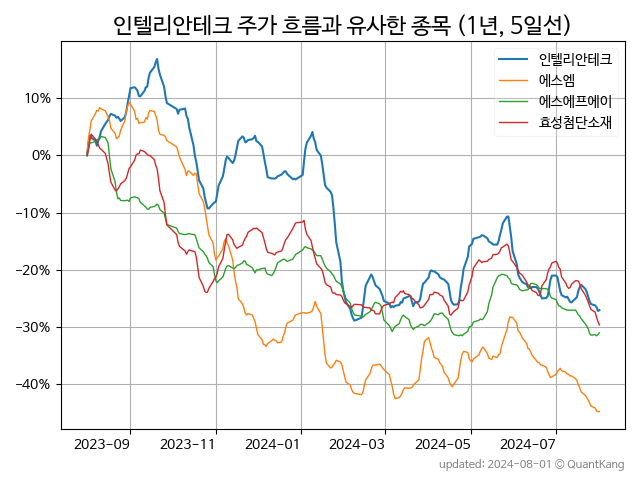 인텔리안테크 주가 흐름과 유사한 종목 (1년, 5일선)
인텔리안테크
에스엠
에스에프에이
효성첨단소재
10%
0%
−10%
−20%
−30%
−40%
2023-09 2023-11 2024-01 2024-03 2024-05 2024-07
updated: 2024-08-01 © QuantKang